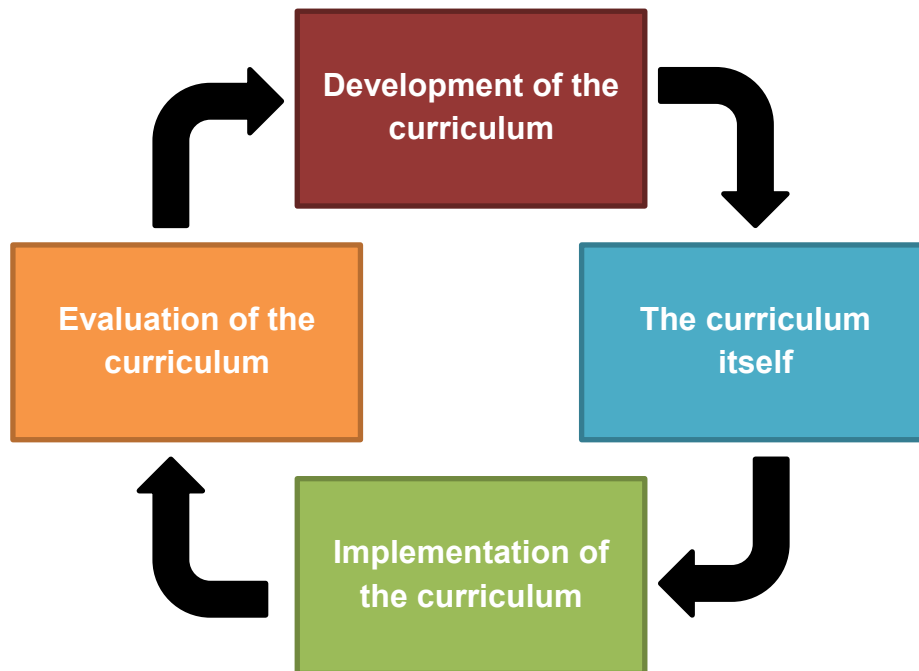 Development of the
curriculum
The curriculum
itself
Implementation of
the curriculum
Evaluation of the
curriculum